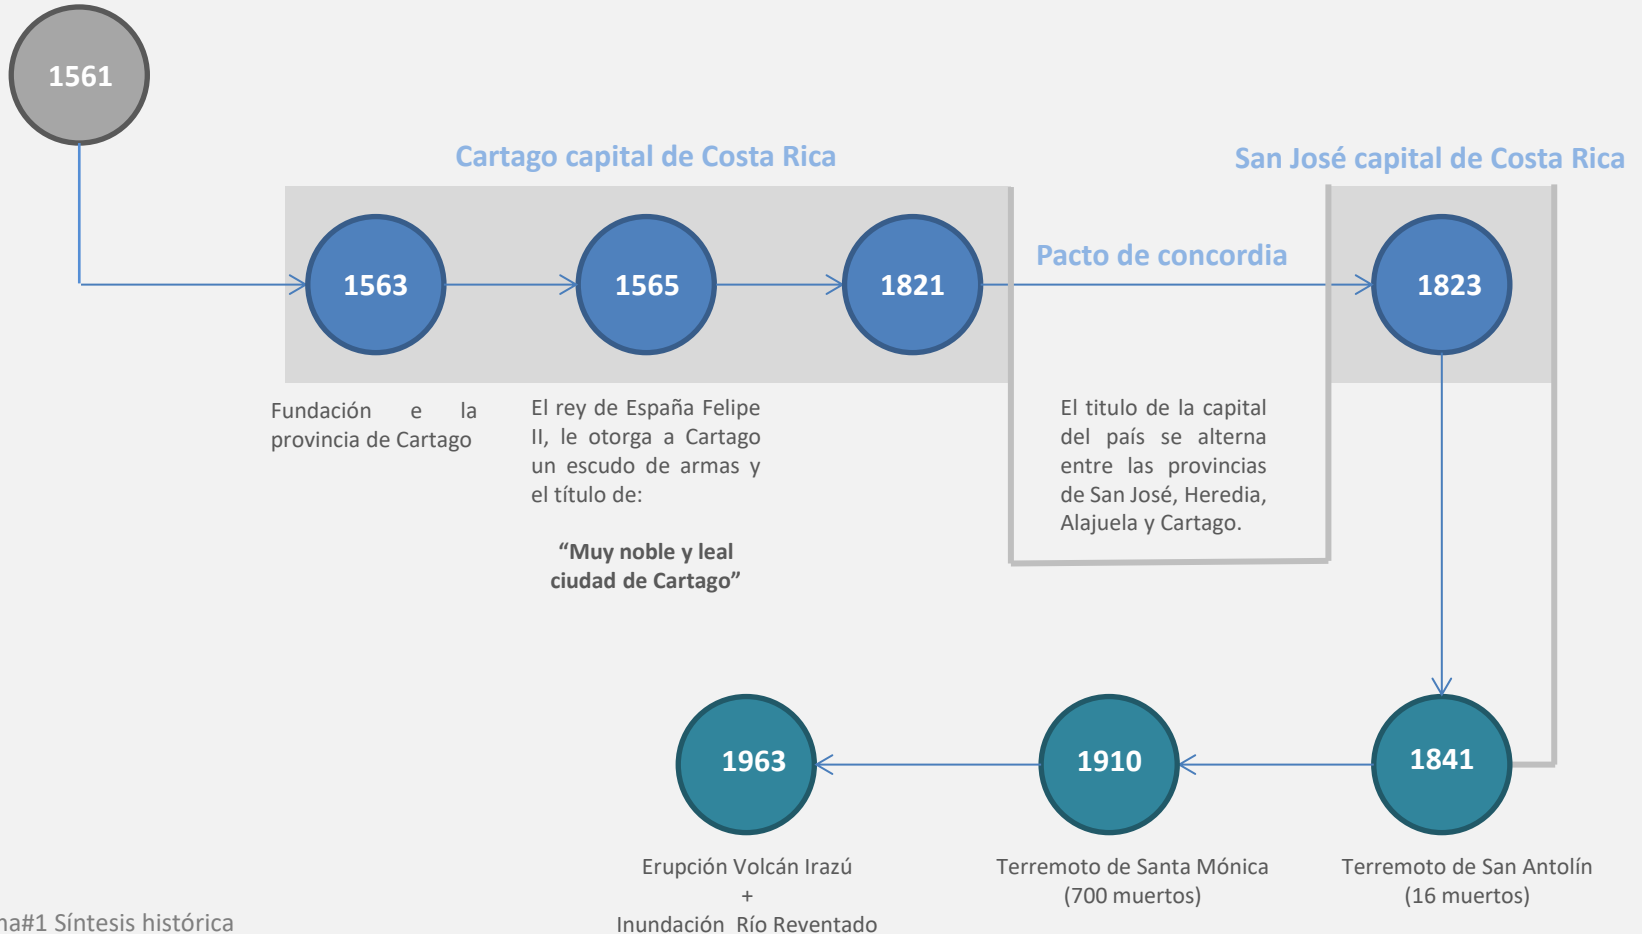 1561
Cartago capital de Costa Rica
San José capital de Costa Rica
1563
1565
1821
Pacto de concordia
1823
Fundación e la
provincia de Cartago
El rey de España Felipe
II, le otorga a Cartago
un escudo de armas y
el título de:
“Muy noble y leal
ciudad de Cartago”
El titulo de la capital
del país se alterna
entre las provincias
de San José, Heredia,
Alajuela y Cartago.
1963
1910
1841
Erupción Volcán Irazú
+
Inundación Río Reventado
Terremoto de Santa Mónica
(700 muertos)
Terremoto de San Antolín
(16 muertos)
#1 Síntesis histórica